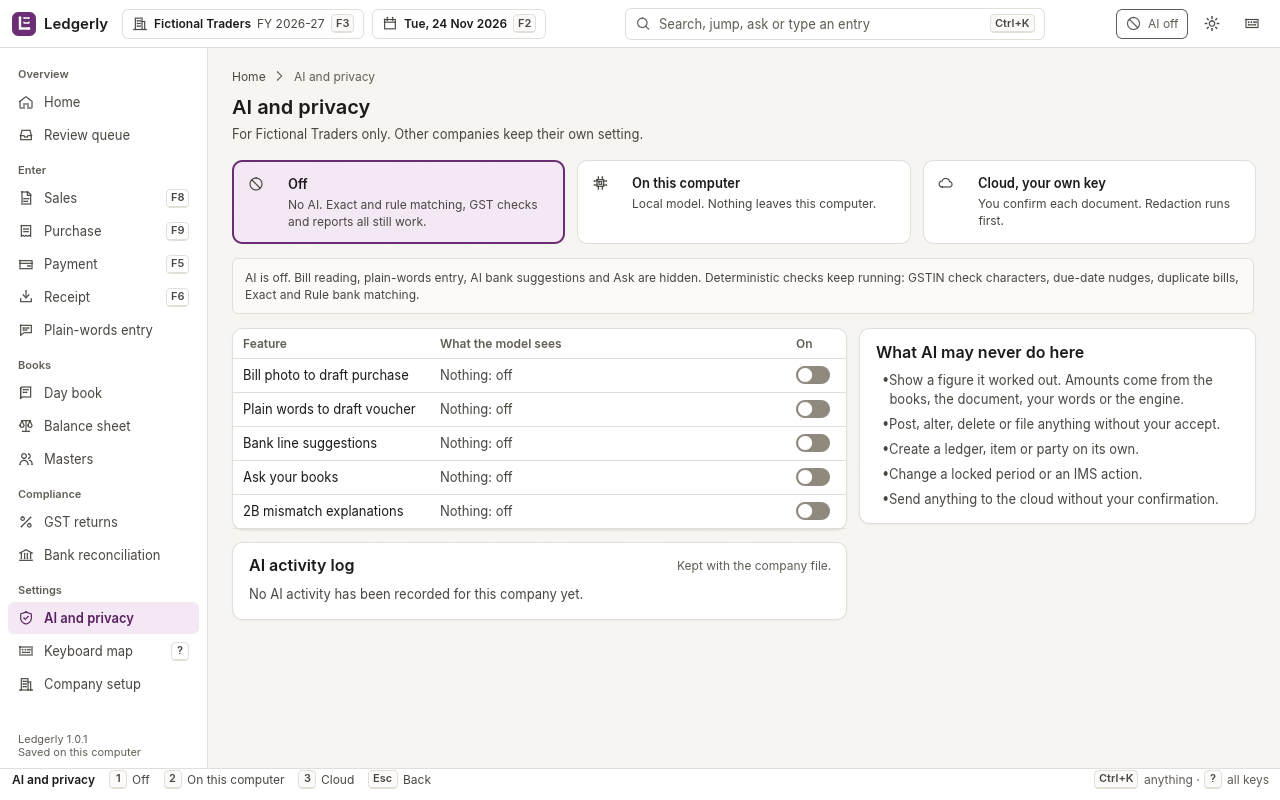 Ledgerly
Fictional Traders FY 2026-27 F3
Tue, 24 Nov 2026 F2
Search, jump, ask or type an entry Ctrl+K
AI off
Overview
Home
Review queue
Enter
Sales F8
Purchase F9
Payment F5
Receipt F6
Plain-words entry
Books
Day book
Balance sheet
Masters
Compliance
GST returns
Bank reconciliation
Settings
AI and privacy
Keyboard map ?
Company setup
Ledgerly 1.0.1
Saved on this computer
Home > AI and privacy
AI and privacy
For Fictional Traders only. Other companies keep their own setting.
Off
No AI. Exact and rule matching, GST checks
and reports all still work.
On this computer
Local model. Nothing leaves this computer.
Cloud, your own key
You confirm each document. Redaction runs
first.
AI is off. Bill reading, plain-words entry, AI bank suggestions and Ask are hidden. Deterministic checks keep running: GSTIN check characters, due-date nudges, duplicate bills,
Exact and Rule bank matching.
Feature What the model sees On
Bill photo to draft purchase Nothing: off
Plain words to draft voucher Nothing: off
Bank line suggestions Nothing: off
Ask your books Nothing: off
2B mismatch explanations Nothing: off
What AI may never do here
•Show a figure it worked out. Amounts come from the
books, the document, your words or the engine.
•Post, alter, delete or file anything without your accept.
•Create a ledger, item or party on its own.
•Change a locked period or an IMS action.
•Send anything to the cloud without your confirmation.
AI activity log Kept with the company file.
No AI activity has been recorded for this company yet.
AI and privacy 1 Off 2 On this computer 3 Cloud Esc Back
Ctrl+K anything · ? all keys